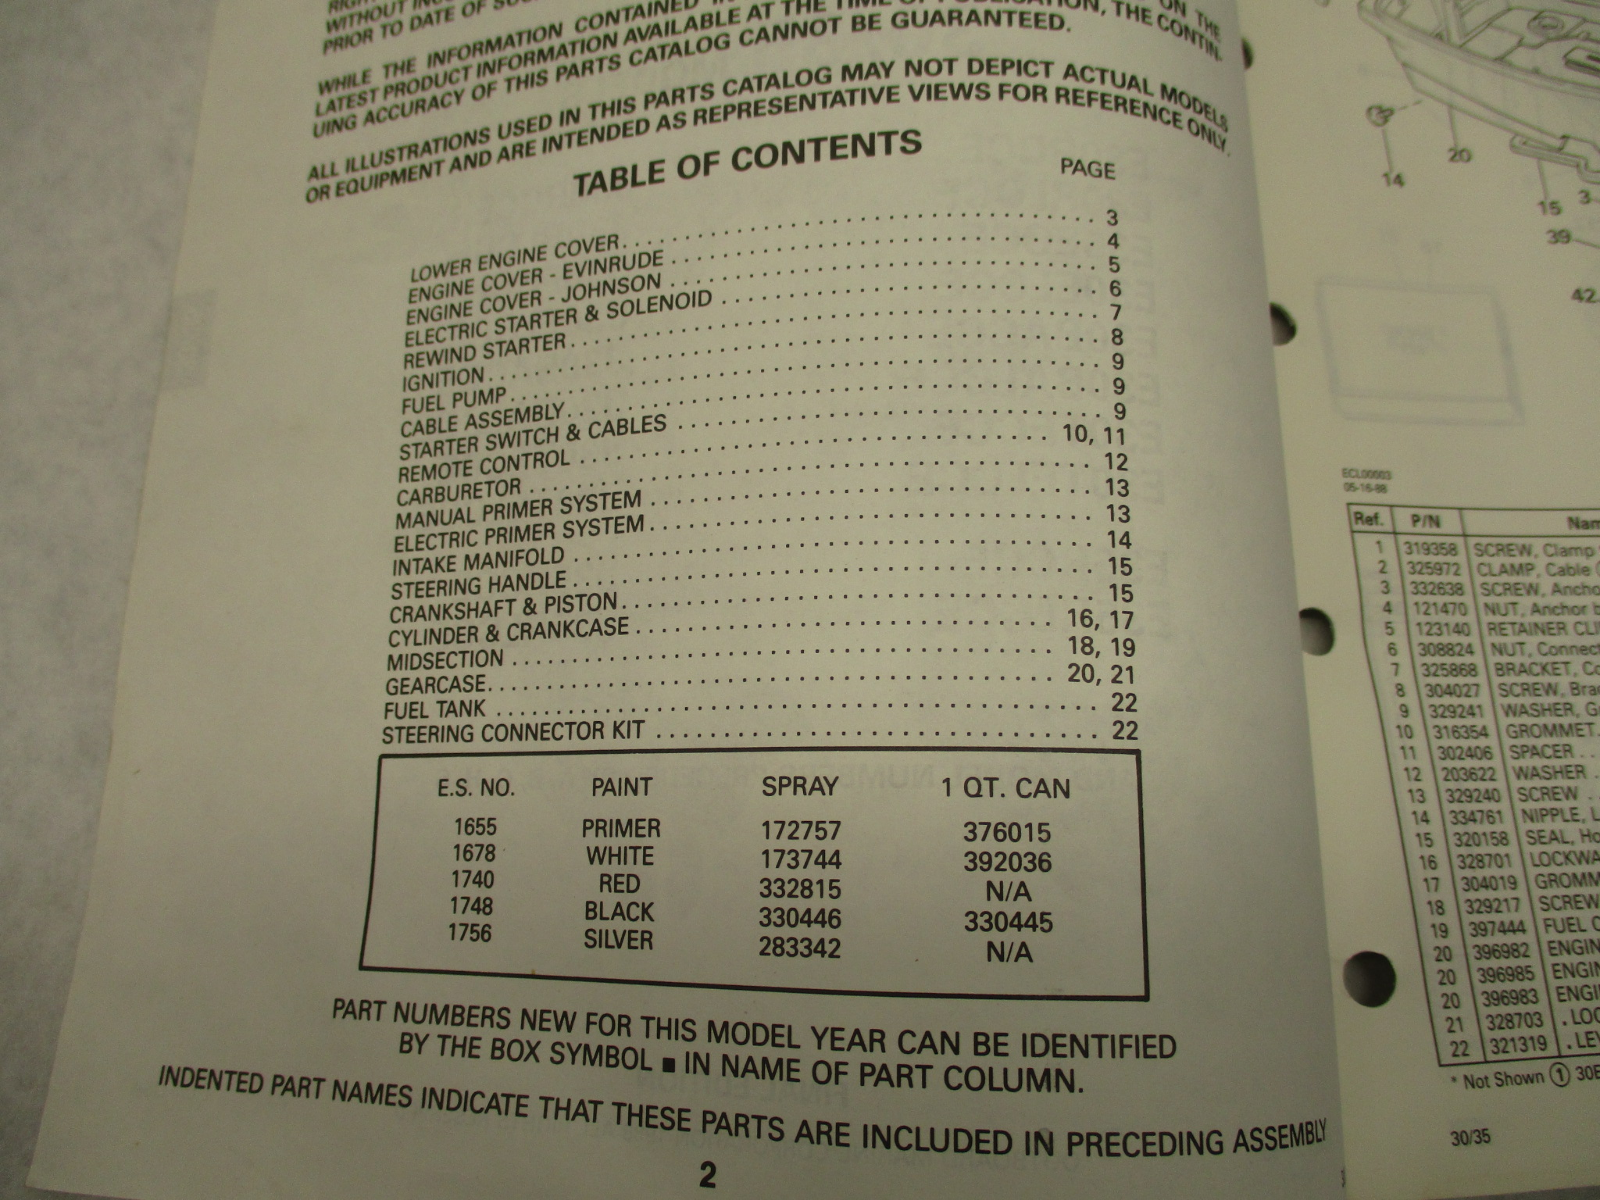 WITHOUT
PRIOR TO DATE OF
ON THE
WHILE THE INFORMATION CONTAINED
LATEST PRODUCT INFORMATION AVAILABLE AT THE TIME OF PUBLICATION, THE CONTIN-
UING ACCURACY OF THIS PARTS CATALOG CANNOT BE GUARANTEED.
ALL ILLUSTRATIONS USED IN THIS PARTS CATALOG MAY NOT DEPICT ACTUAL MODELS
OR EQUIPMENT AND ARE INTENDED AS REPRESENTATIVE VIEWS FOR REFERENCE ONLY.
TABLE OF CONTENTS
PAGE
LOWER ENGINE COVER 3
ENGINE COVER - EVINRUDE 4
ENGINE COVER - JOHNSON 5
ELECTRIC STARTER & SOLENOID 6
REWIND STARTER 7
IGNITION 8
FUEL PUMP 9
CABLE ASSEMBLY 9
STARTER SWITCH & CABLES 9
REMOTE CONTROL 10, 11
CARBURETOR 12
MANUAL PRIMER SYSTEM 13
ELECTRIC PRIMER SYSTEM 13
INTAKE MANIFOLD 14
STEERING HANDLE 15
CRANKSHAFT & PISTON 15
CYLINDER & CRANKCASE 16, 17
MIDSECTION 18, 19
GEARCASE 20, 21
FUEL TANK 22
STEERING CONNECTOR KIT 22
E.S. NO. PAINT SPRAY 1 QT. CAN
1655 PRIMER 172757 376015
1678 WHITE 173744 392036
1740 RED 332815 N/A
1748 BLACK 330446 330445
1756 SILVER 283342 N/A
PART NUMBERS NEW FOR THIS MODEL YEAR CAN BE IDENTIFIED
BY THE BOX SYMBOL ■ IN NAME OF PART COLUMN.
INDENTED PART NAMES INDICATE THAT THESE PARTS ARE INCLUDED IN PRECEDING ASSEMBLY
2
14
20
15
3
39
42
ECL00003
05-16-88
Ref. P/N
1 319358 SCREW, Clamp
2 325972 CLAMP, Cable
3 332638 SCREW,
4 121470 NUT, Anchor
5 123140 RETAINER
6 308824 NUT,
7 325868 BRACKET,
8 304027 SCREW,
9 329241 WASHER,
10 316354 GROMMET
11 302406 SPACER
12 203622 WASHER
13 329240 SCREW
14 334761 NIPPLE,
15 320158 SEAL,
16 328701
17 304019
18 329217 SCREW
19 397444 FUEL
20 396982
20 396985
20 396983
21 328703
22 321319
* Not Shown ①
30/35